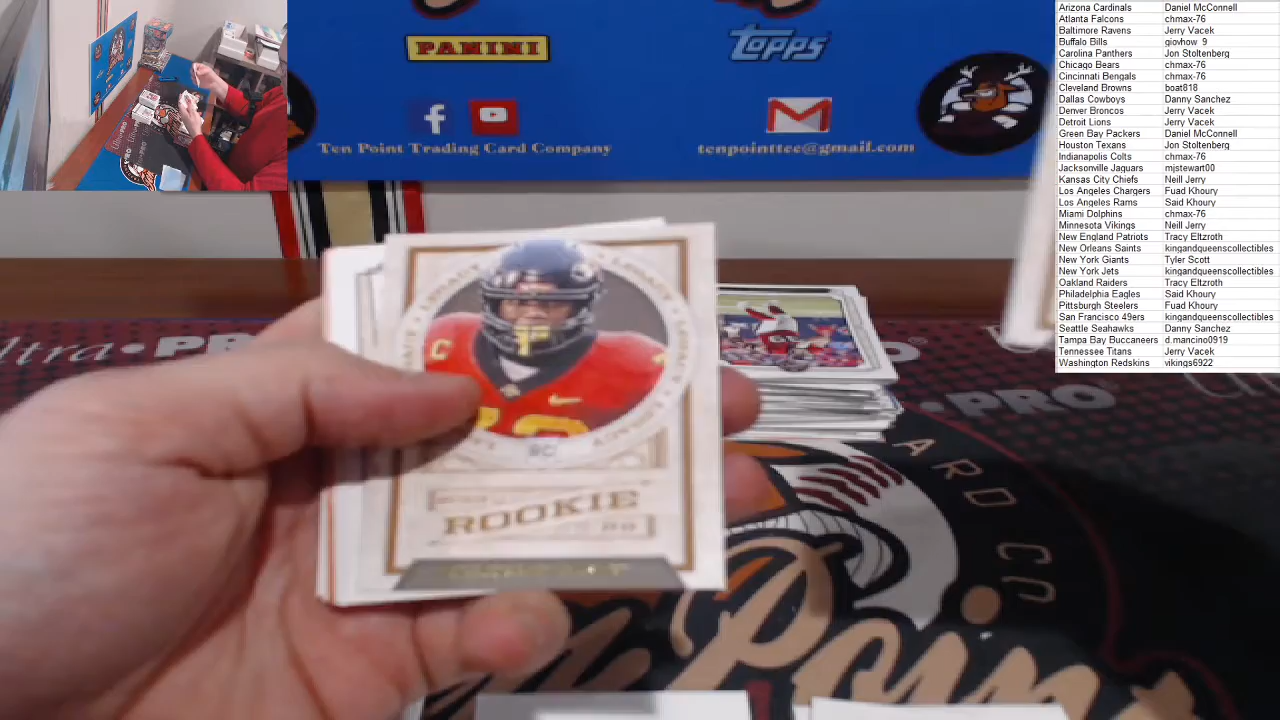 PANINI
Topps
Ten Point Trading Card Company
tenpointtcc@gmail.com
Arizona Cardinals Daniel McConnell
Atlanta Falcons chmax-76
Baltimore Ravens Jerry Vacek
Buffalo Bills giovhow_9
Carolina Panthers Jon Stoltenberg
Chicago Bears chmax-76
Cincinnati Bengals chmax-76
Cleveland Browns boat818
Dallas Cowboys Danny Sanchez
Denver Broncos Jerry Vacek
Detroit Lions Jerry Vacek
Green Bay Packers Daniel McConnell
Houston Texans Jon Stoltenberg
Indianapolis Colts chmax-76
Jacksonville Jaguars mjstewart00
Kansas City Chiefs Neill Jerry
Los Angeles Chargers Fuad Khoury
Los Angeles Rams Said Khoury
Miami Dolphins chmax-76
Minnesota Vikings Neill Jerry
New England Patriots Tracy Eltzroth
New Orleans Saints kingandqueenscollectibles
New York Giants Tyler Scott
New York Jets kingandqueenscollectibles
Oakland Raiders Tracy Eltzroth
Philadelphia Eagles Said Khoury
Pittsburgh Steelers Fuad Khoury
San Francisco 49ers kingandqueenscollectibles
Seattle Seahawks Danny Sanchez
Tampa Bay Buccaneers d.mancino0919
Tennessee Titans Jerry Vacek
Washington Redskins vikings6922
LEGACY
RC
ROOKIE
PRO
PRO
ARD CO
Point